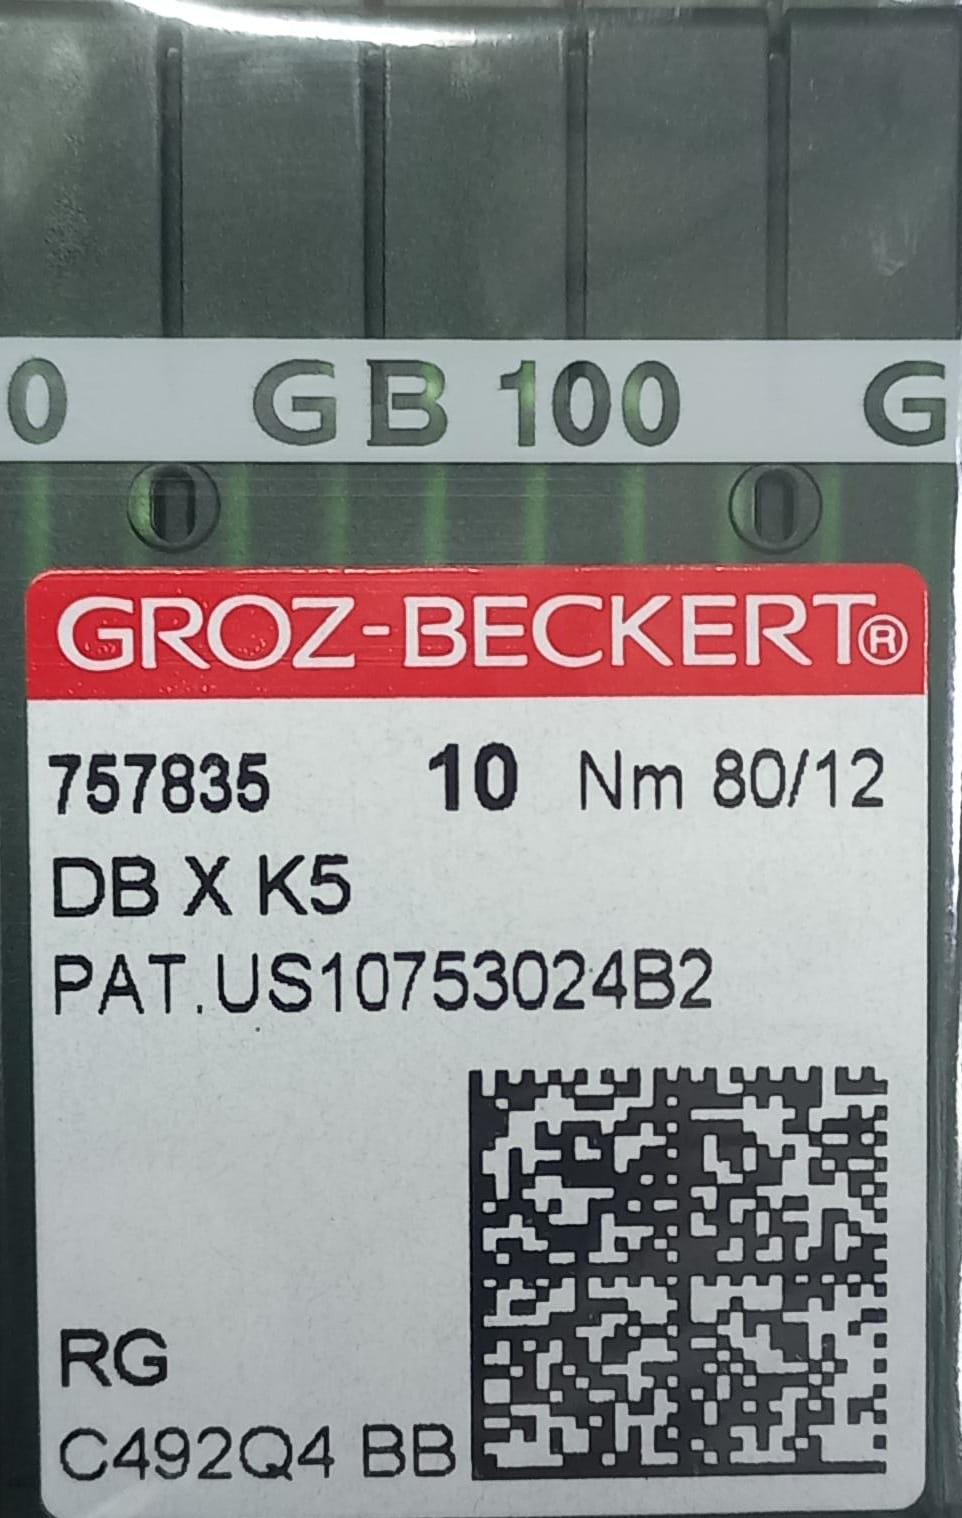 0 GB 100 G
GROZ-BECKERT®
757835 10 Nm 80/12
DB X K5
PAT.US10753024B2
RG
C492Q4 BB